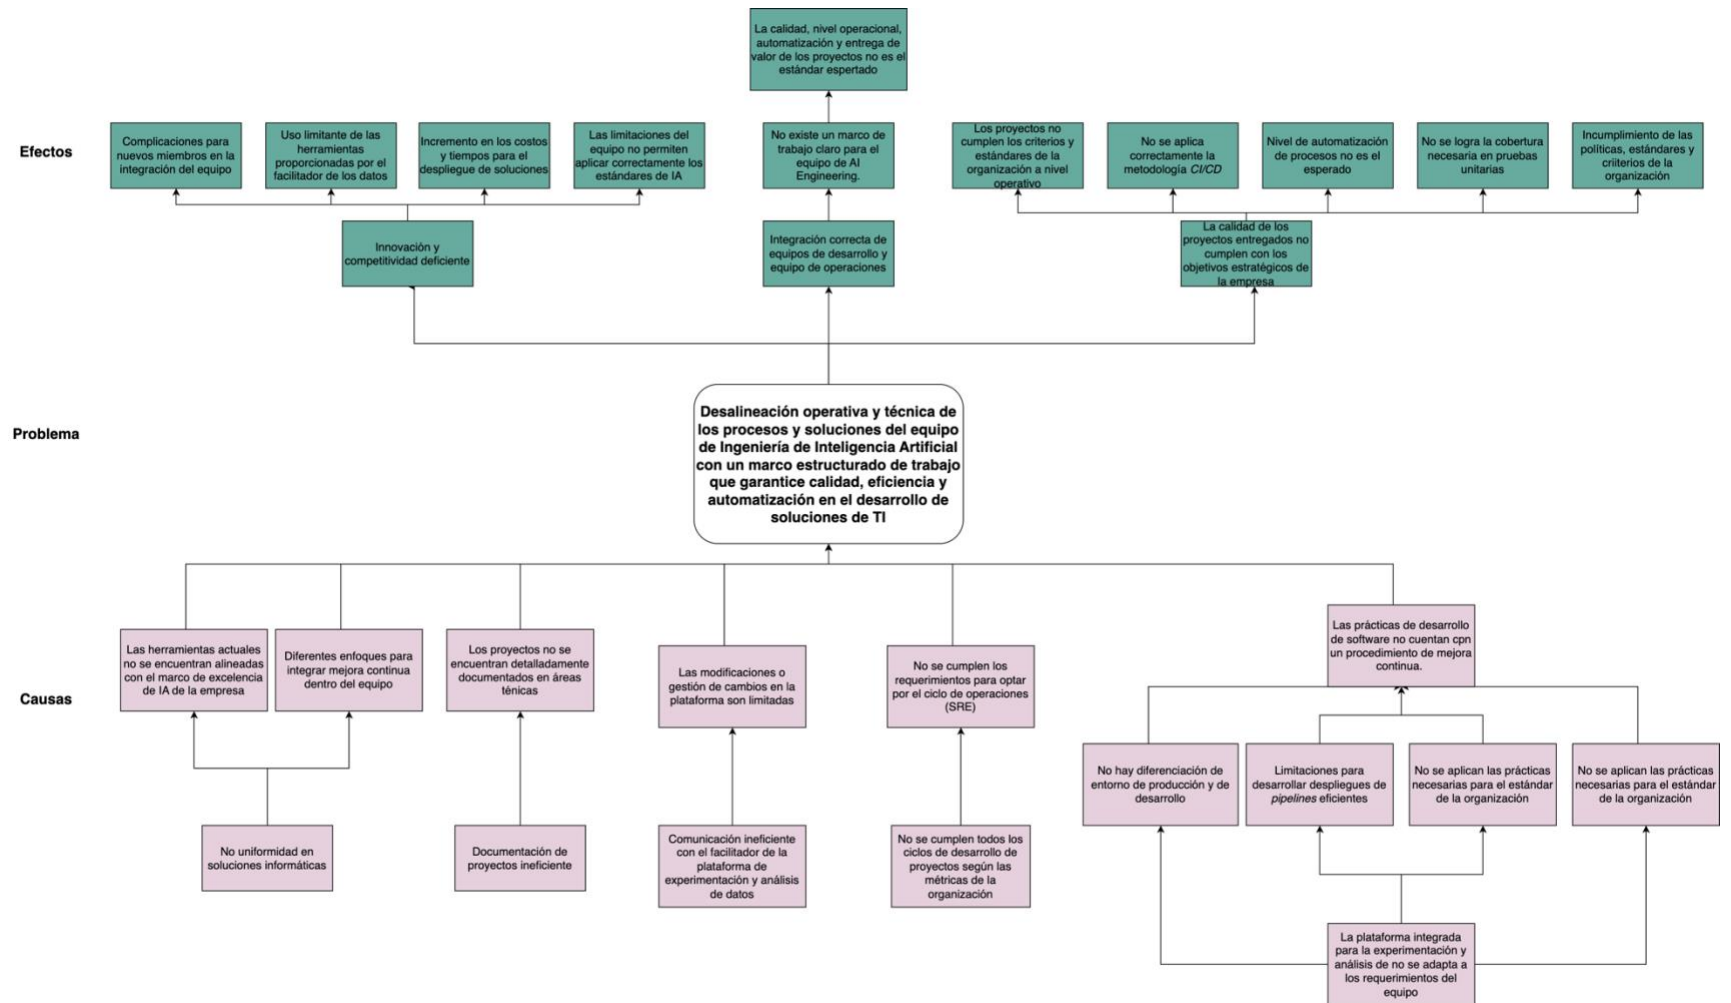 La calidad, nivel operacional,
automatización y entrega de
valor de los proyectos no es el
estándar espertado
Efectos
Complicaciones para
nuevos miembros en la
integración del equipo
Uso limitante de las
herramientas
proporcionadas por el
facilitador de los datos
Incremento en los costos
y tiempos para el
despliegue de soluciones
Las limitaciones del
equipo no permiten
aplicar correctamente los
estándares de IA
No existe un marco de
trabajo claro para el
equipo de AI
Engineering.
Los proyectos no
cumplen los criterios y
estándares de la
organización a nivel
operativo
No se aplica
correctamente la
metodología CI/CD
Nivel de automatización
de procesos no es el
esperado
No se logra la cobertura
necesaria en pruebas
unitarias
Incumplimiento de las
políticas, estándares y
criiterios de la
organización
Innovación y
competitividad deficiente
Integración correcta de
equipos de desarrollo y
equipo de operaciones
La calidad de los
proyectos entregados no
cumplen con los
objetivos estratégicos de
la empresa
Problema
Desalineación operativa y técnica de
los procesos y soluciones del equipo
de Ingeniería de Inteligencia Artificial
con un marco estructurado de trabajo
que garantice calidad, eficiencia y
automatización en el desarrollo de
soluciones de TI
Causas
Las herramientas actuales
no se encuentran alineadas
con el marco de excelencia
de IA de la empresa
Diferentes enfoques para
integrar mejora continua
dentro del equipo
Los proyectos no se
encuentran detalladamente
documentados en áreas
ténicas
Las modificaciones o
gestión de cambios en la
plataforma son limitadas
No se cumplen los
requerimientos para optar
por el ciclo de operaciones
(SRE)
Las prácticas de desarrollo
de software no cuentan cpn
un procedimiento de mejora
continua.
No hay diferenciación de
entorno de producción y de
desarrollo
Limitaciones para
desarrollar despliegues de
pipelines eficientes
No se aplican las prácticas
necesarias para el estándar
de la organización
No se aplican las prácticas
necesarias para el estándar
de la organización
No uniformidad en
soluciones informáticas
Documentación de
proyectos ineficiente
Comunicación ineficiente
con el facilitador de la
plataforma de
experimentación y análisis
de datos
No se cumplen todos los
ciclos de desarrollo de
proyectos según las
métricas de la
organización
La plataforma integrada
para la experimentación y
análisis de no se adapta a
los requerimientos del
equipo